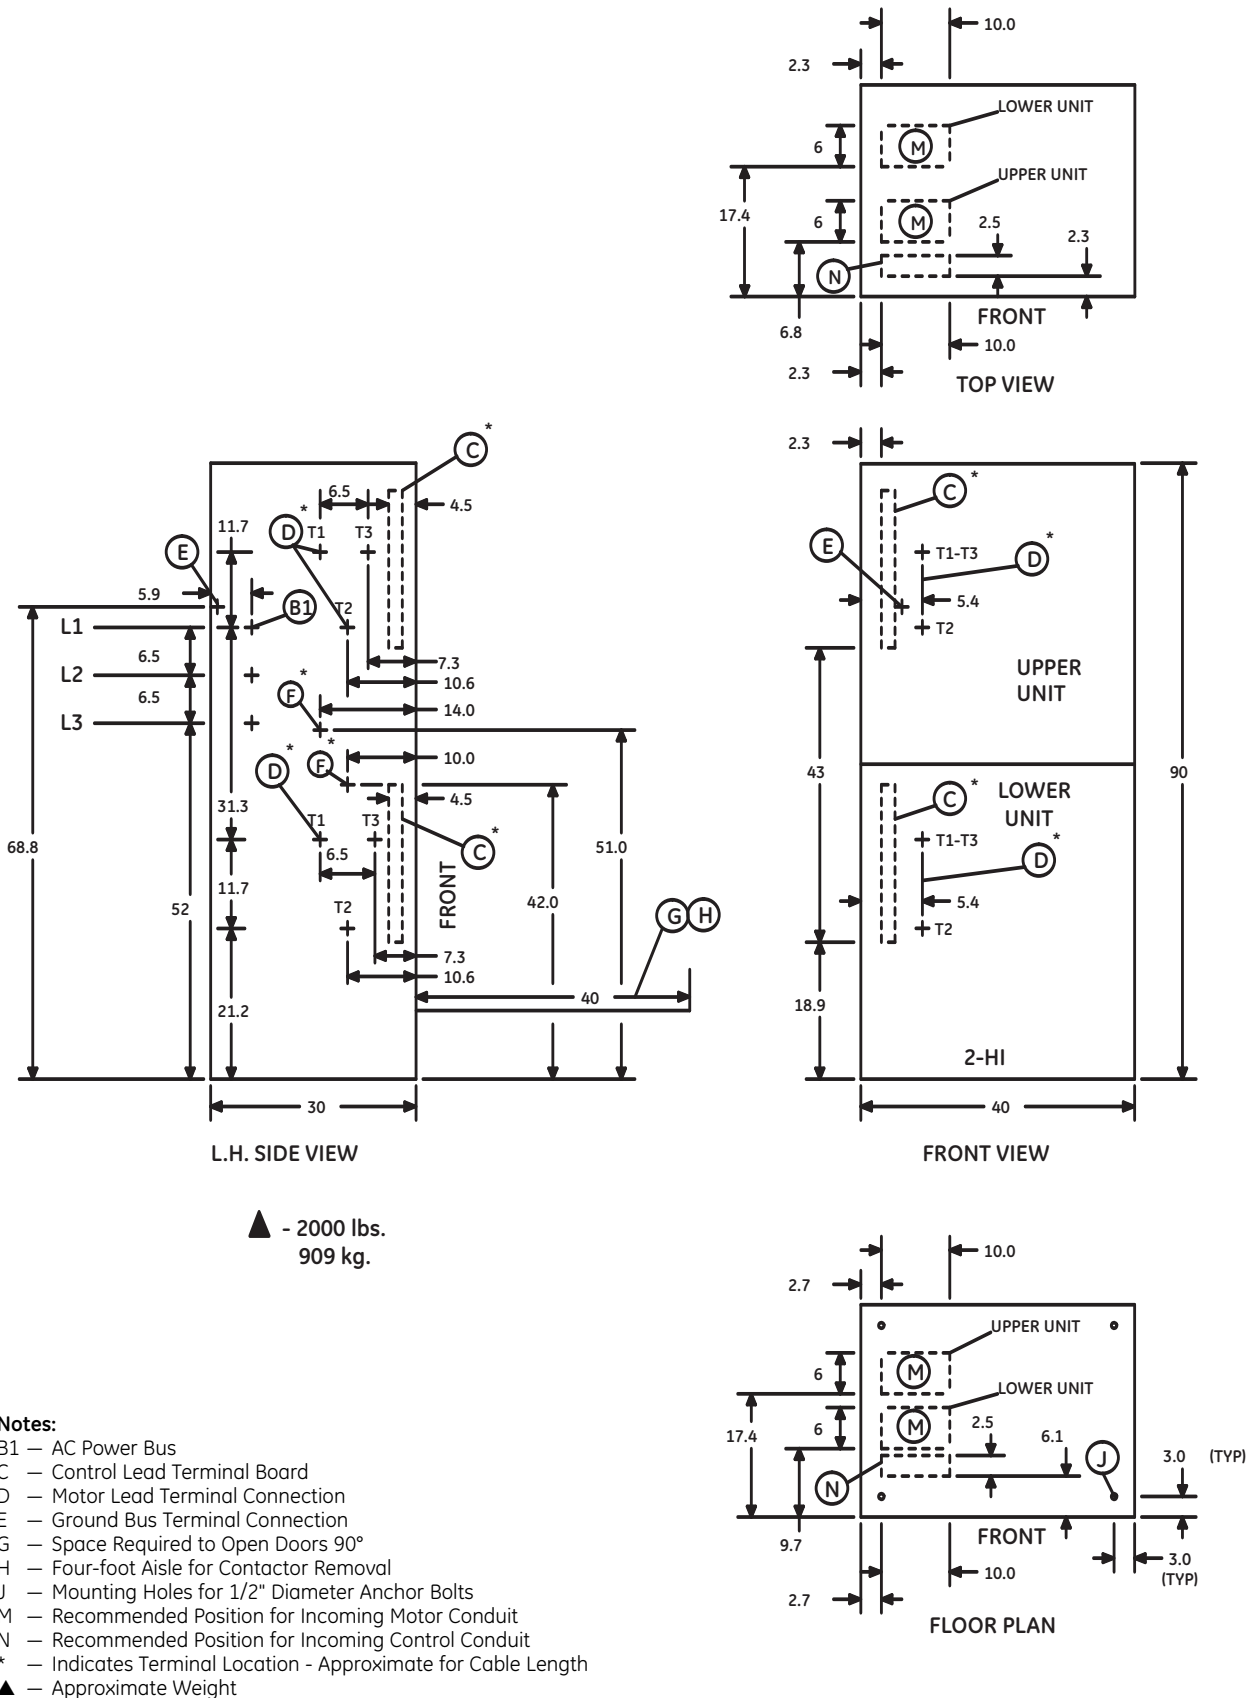 10.0
2.3
LOWER UNIT
M
6
UPPER UNIT
17.4
M
6
2.5
2.3
N
6.8
FRONT
10.0
2.3
TOP VIEW
C *
6.5
4.5
11.7
D *
T1
T3
E
5.9
B1
T2
L1
6.5
L2
7.3
10.6
6.5
F *
14.0
L3
D *
F *
10.0
31.3
4.5
T1
T3
C *
68.8
6.5
51.0
11.7
FRONT
42.0
52
T2
G H
7.3
10.6
40
21.2
30
L.H. SIDE VIEW
2.3
C *
E
T1-T3
D *
5.4
T2
UPPER
UNIT
43
90
C *
LOWER
UNIT
T1-T3
D *
5.4
T2
18.9
2-HI
40
FRONT VIEW
▲ - 2000 lbs.
909 kg.
10.0
2.7
UPPER UNIT
M
6
LOWER UNIT
17.4
M
6
2.5
6.1
J
3.0 (TYP)
N
9.7
FRONT
3.0
(TYP)
10.0
2.7
FLOOR PLAN
Notes:
B1 — AC Power Bus
C — Control Lead Terminal Board
D — Motor Lead Terminal Connection
E — Ground Bus Terminal Connection
G — Space Required to Open Doors 90°
H — Four-foot Aisle for Contactor Removal
J — Mounting Holes for 1/2" Diameter Anchor Bolts
M — Recommended Position for Incoming Motor Conduit
N — Recommended Position for Incoming Control Conduit
* — Indicates Terminal Location - Approximate for Cable Length
▲ — Approximate Weight